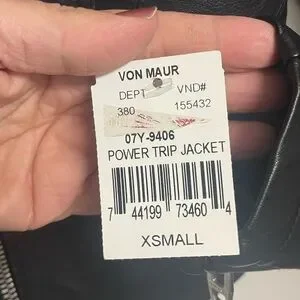 VON MAUR
DEPT VND#
380 155432
07Y-9406
POWER TRIP JACKET
7 44199 73460 4
XSMALL